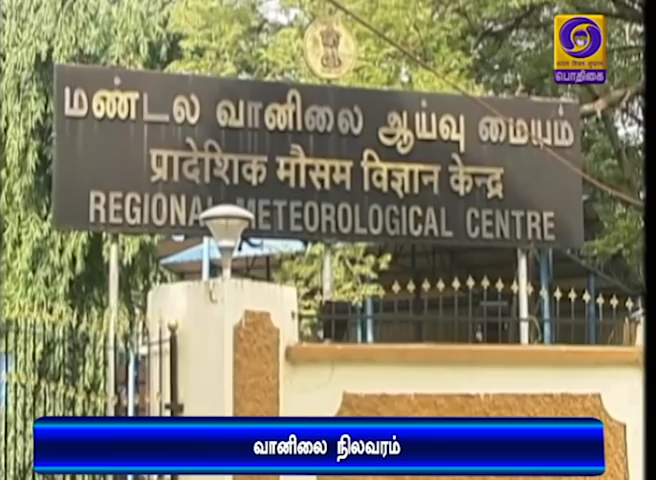 பொதிகை
மண்டல வானிலை ஆய்வு மையம்
प्रादेशिक मौसम विज्ञान केन्द्र
REGIONAL METEOROLOGICAL CENTRE
வானிலை நிலவரம்